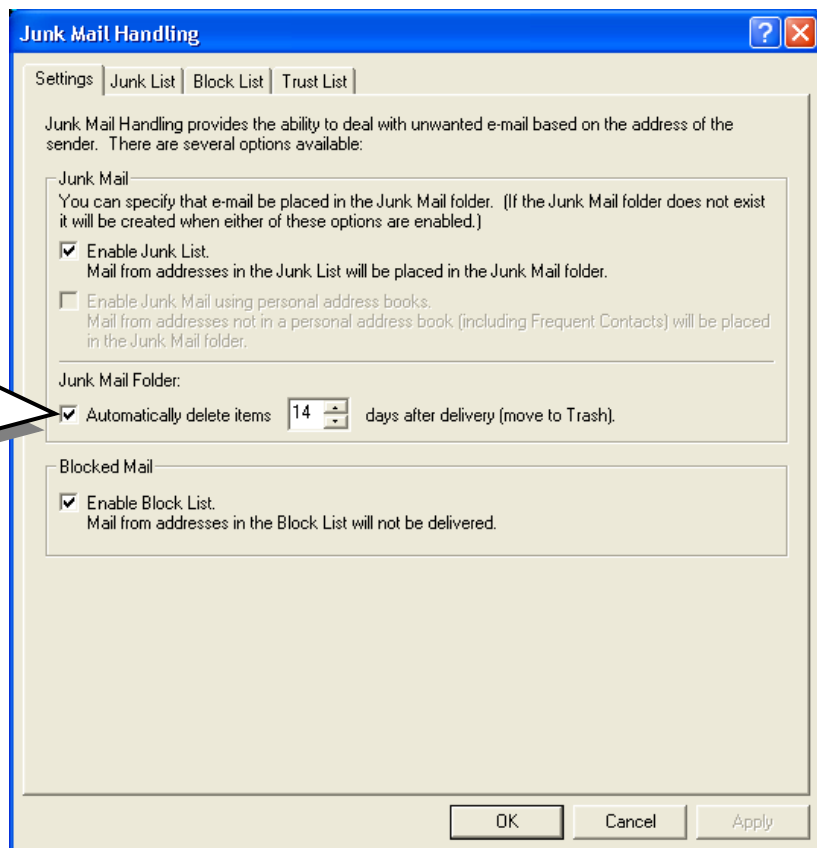 Junk Mail Handling
Settings Junk List Block List Trust List
Junk Mail Handling provides the ability to deal with unwanted e-mail based on the address of the
sender. There are several options available:
Junk Mail
You can specify that e-mail be placed in the Junk Mail folder. (If the Junk Mail folder does not exist
it will be created when either of these options are enabled.)
Enable Junk List.
Mail from addresses in the Junk List will be placed in the Junk Mail folder.
Enable Junk Mail using personal address books.
Mail from addresses not in a personal address book (including Frequent Contacts) will be placed
in the Junk Mail folder.
Junk Mail Folder:
Automatically delete items 14 days after delivery (move to Trash).
Blocked Mail
Enable Block List.
Mail from addresses in the Block List will not be delivered.
OK Cancel Apply